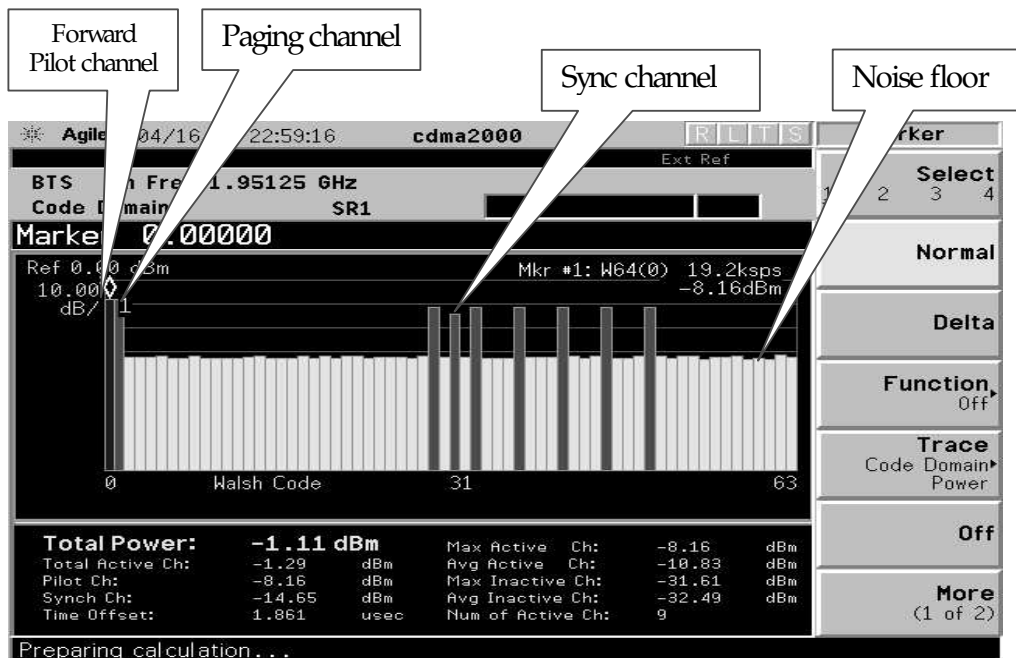 Forward
Pilot channel
Paging channel
Sync channel
Noise floor
04/16 22:59:16 cdma2000 R L T S
Ext Ref
BTS 1.95125 GHz
Code SR1
0.00000
Ref 0.00 dBm
Mkr #1: W64(0) 19.2ksps
10.00
-8.16dBm
dB/
1
0 Walsh Code 31 63
Total Power: -1.11 dBm
Total Active Ch: -1.29 dBm
Pilot Ch: -8.16 dBm
Synch Ch: -14.65 dBm
Time Offset: 1.861 usec
Max Active Ch: -8.16 dBm
Avg Active Ch: -10.83 dBm
Max Inactive Ch: -31.61 dBm
Avg Inactive Ch: -32.49 dBm
Num of Active Ch: 9
Preparing calculation...
Select
1 2 3 4
Normal
Delta
Function
Off
Trace
Code Domain
Power
Off
More
(1 of 2)